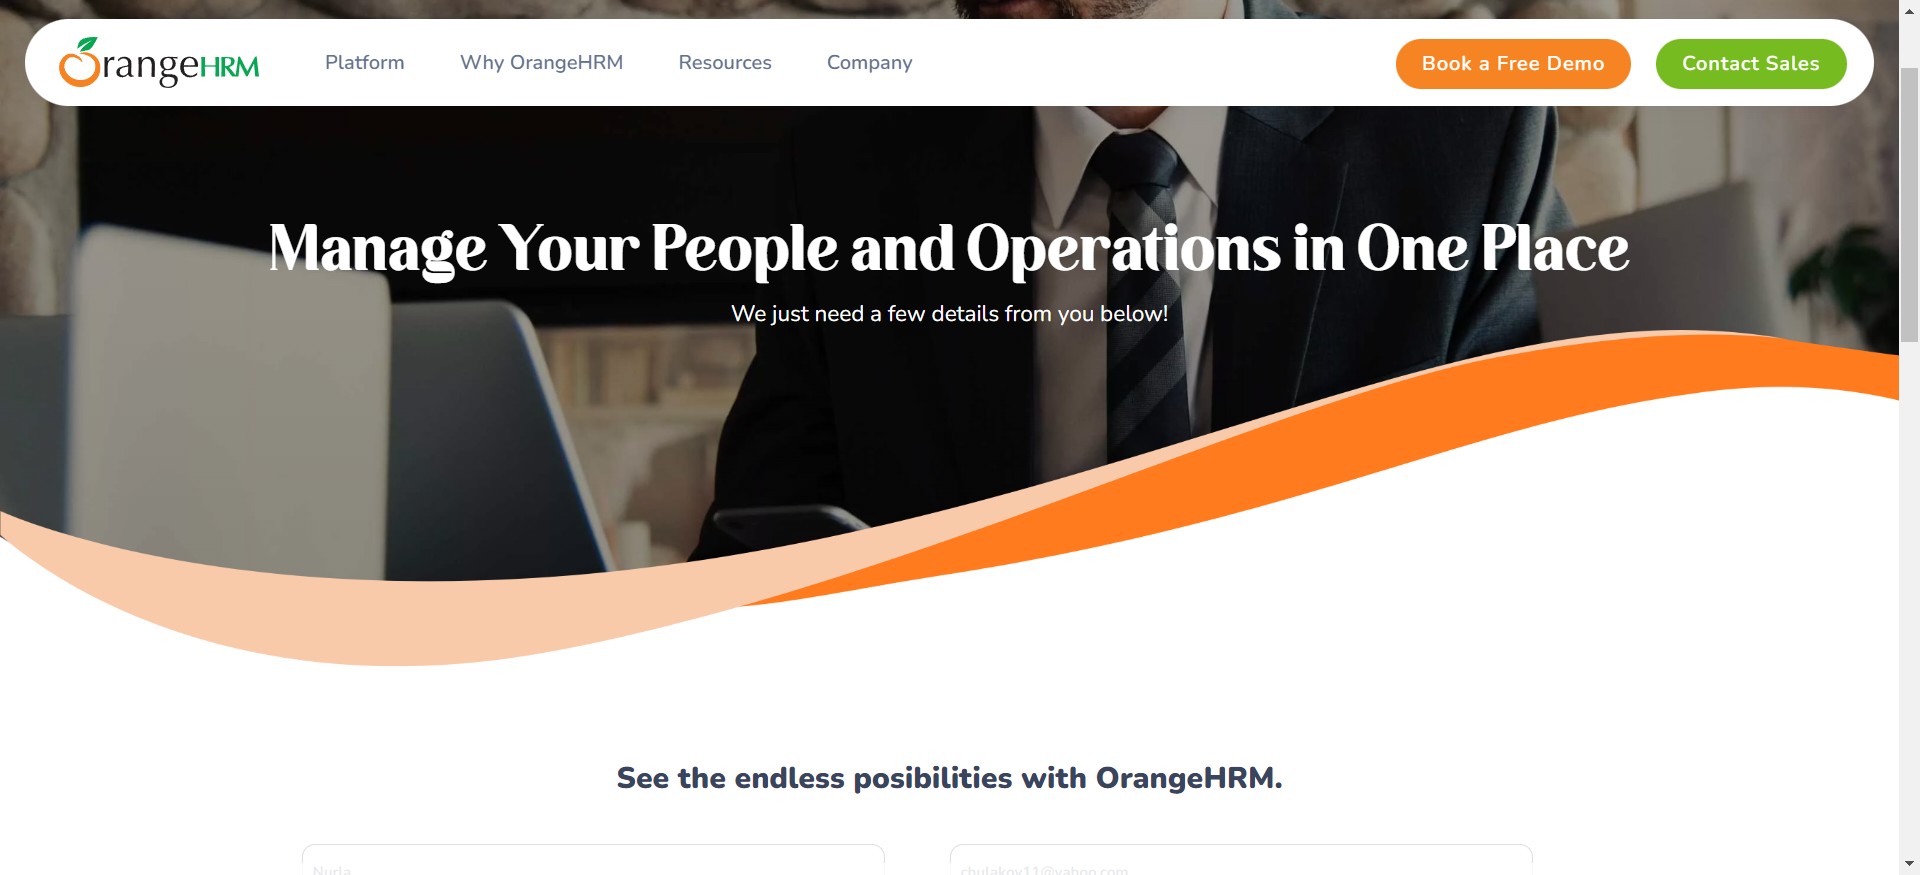 OrangeHRM
Platform
Why OrangeHRM
Resources
Company
Book a Free Demo
Contact Sales
Manage Your People and Operations in One Place
We just need a few details from you below!
See the endless posibilities with OrangeHRM.
Nurla
chulakov11@yahoo.com